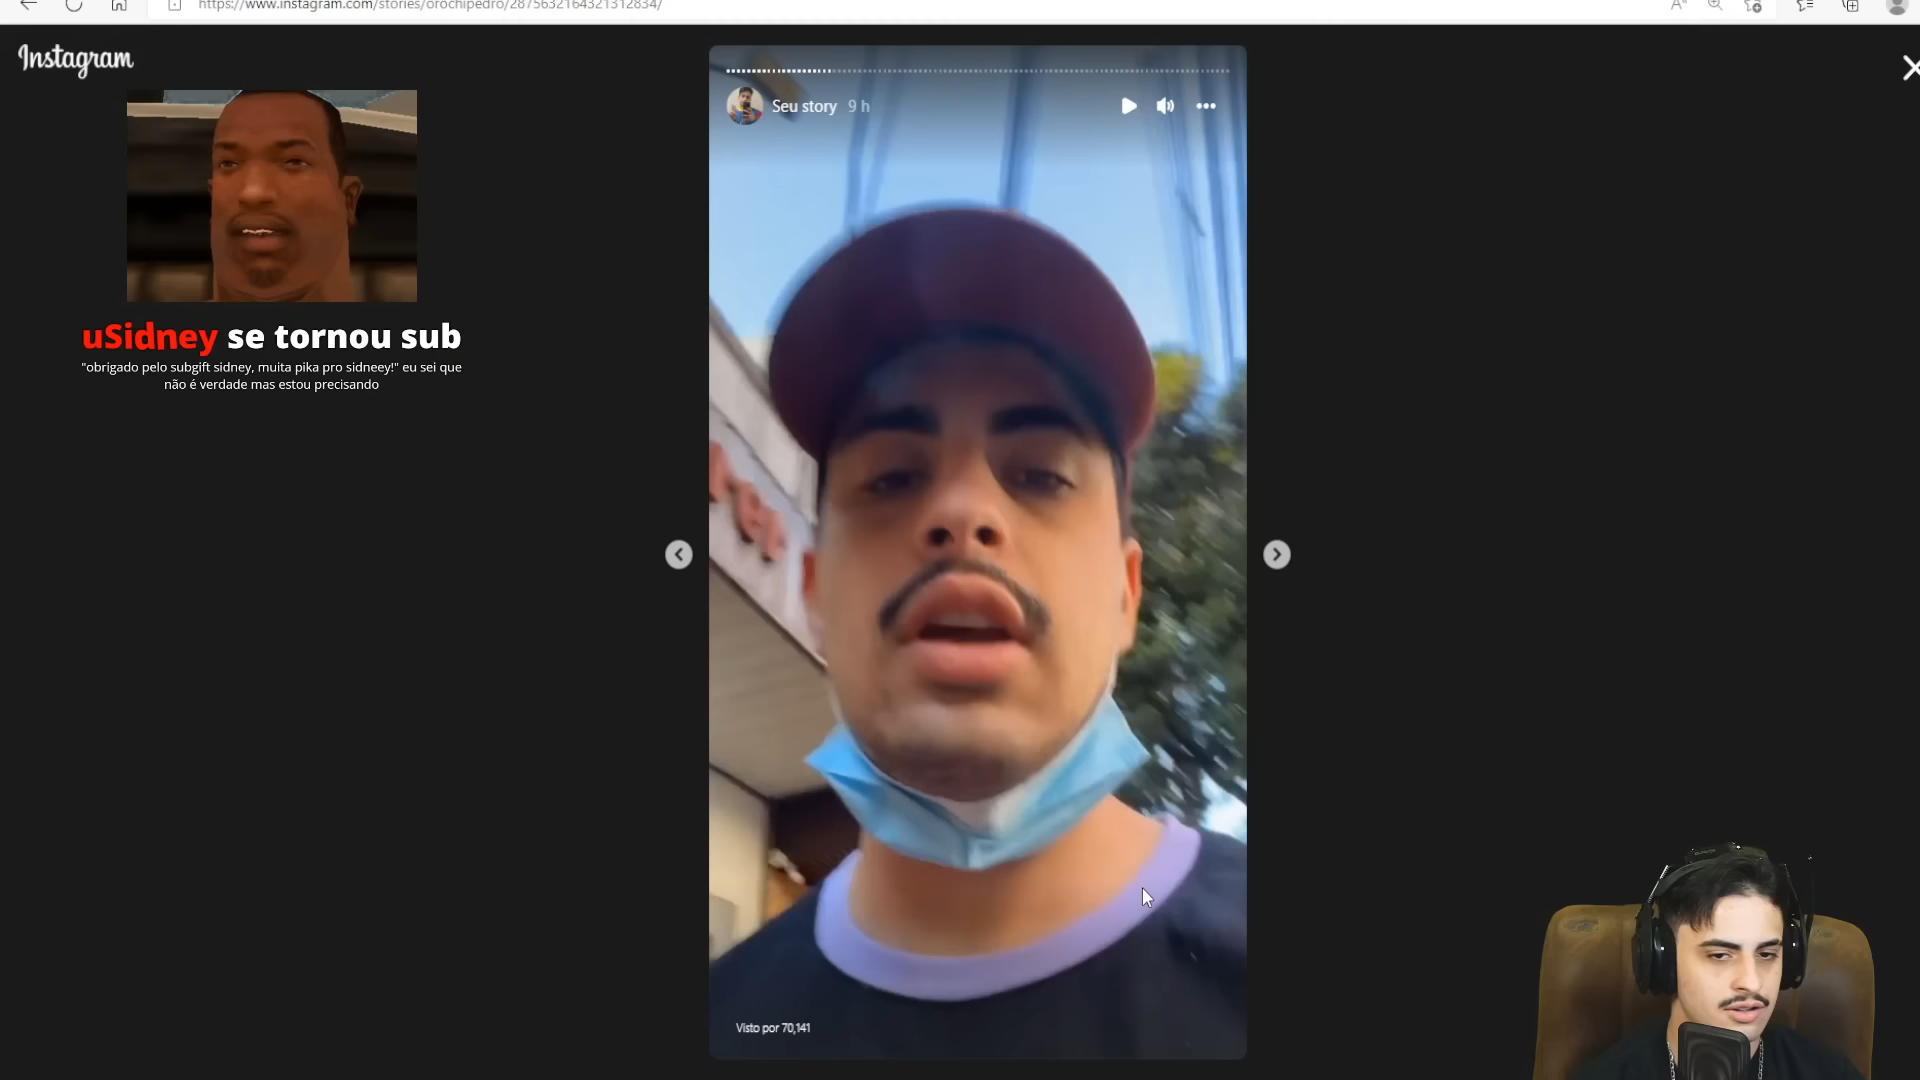 https://www.instagram.com/stories/orochipedro/2875632164321312834/
Instagram
Seu story 9 h
uSidney se tornou sub
"obrigado pelo subgift sidney, muita pika pro sidneey!" eu sei que
não é verdade mas estou precisando
Visto por 70,141